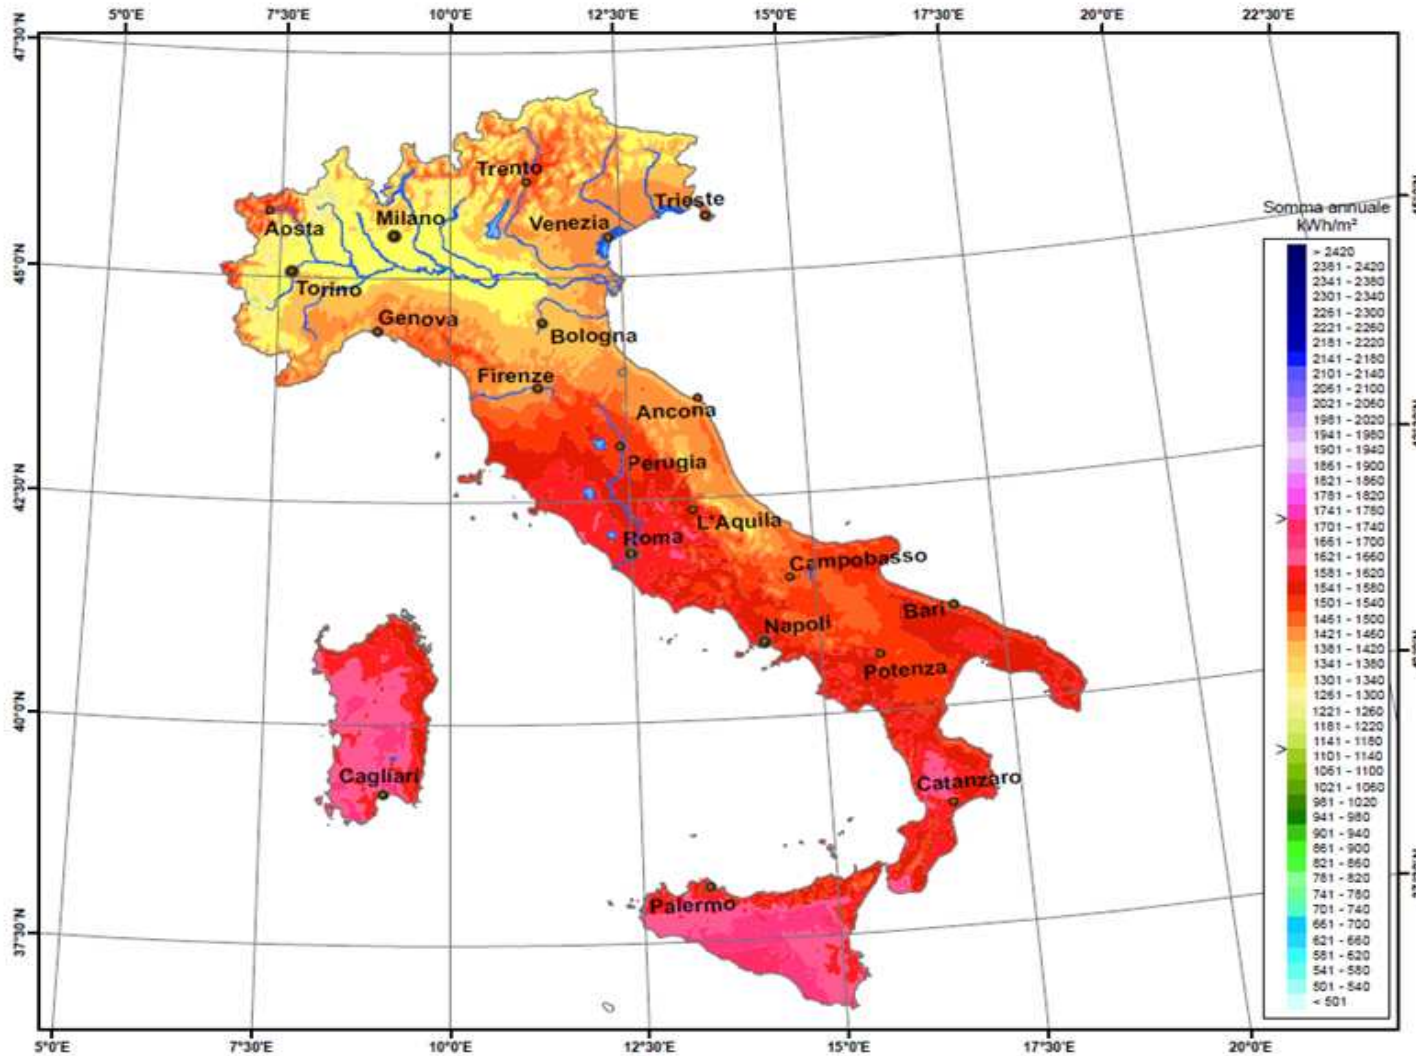 5°0'E 7°30'E 10°0'E 12°30'E 15°0'E 17°30'E 20°0'E 22°30'E
47°30'N
Trento
Trieste
Aosta
Milano
Venezia
45°0'N
Torino
Genova
Bologna
Firenze
Ancona
Perugia
42°30'N
L'Aquila
Roma
Campobasso
Bari
Napoli
Potenza
40°0'N
Cagliari
Catanzaro
Palermo
37°30'N
5°0'E 7°30'E 10°0'E 12°30'E 15°0'E 17°30'E 20°0'E
Somma annuale
kWh/m²
> 2420
2381 - 2420
2341 - 2380
2301 - 2340
2261 - 2300
2221 - 2260
2181 - 2220
2141 - 2180
2101 - 2140
2061 - 2100
2021 - 2060
1981 - 2020
1941 - 1980
1901 - 1940
1861 - 1900
1821 - 1860
1781 - 1820
1741 - 1780
1701 - 1740
1661 - 1700
1621 - 1660
1581 - 1620
1541 - 1580
1501 - 1540
1461 - 1500
1421 - 1460
1381 - 1420
1341 - 1380
1301 - 1340
1261 - 1300
1221 - 1260
1181 - 1220
1141 - 1180
1101 - 1140
1061 - 1100
1021 - 1060
981 - 1020
941 - 980
901 - 940
861 - 900
821 - 860
781 - 820
741 - 780
701 - 740
661 - 700
621 - 660
581 - 620
541 - 580
501 - 540
< 501